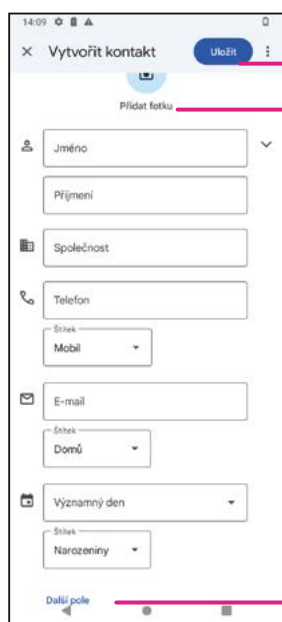 14:09
Vytvořit kontakt Uložit
Přidat fotku
Jméno
Příjmení
Společnost
Telefon
Štítek
Mobil
E-mail
Štítek
Domů
Významný den
Štítek
Narozeniny
Další pole